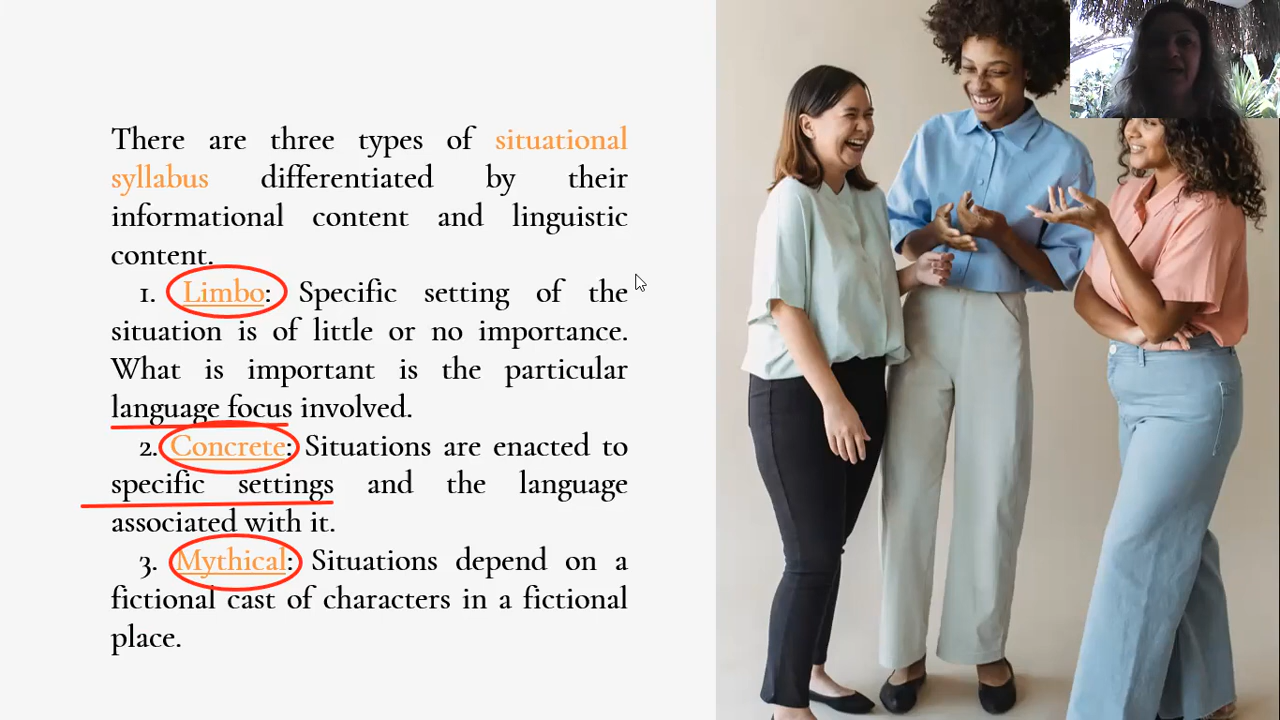 There are three types of situational
syllabus differentiated by their
informational content and linguistic
content.
1. Limbo: Specific setting of the
situation is of little or no importance.
What is important is the particular
language focus involved.
2. Concrete: Situations are enacted to
specific settings and the language
associated with it.
3. Mythical: Situations depend on a
fictional cast of characters in a fictional
place.